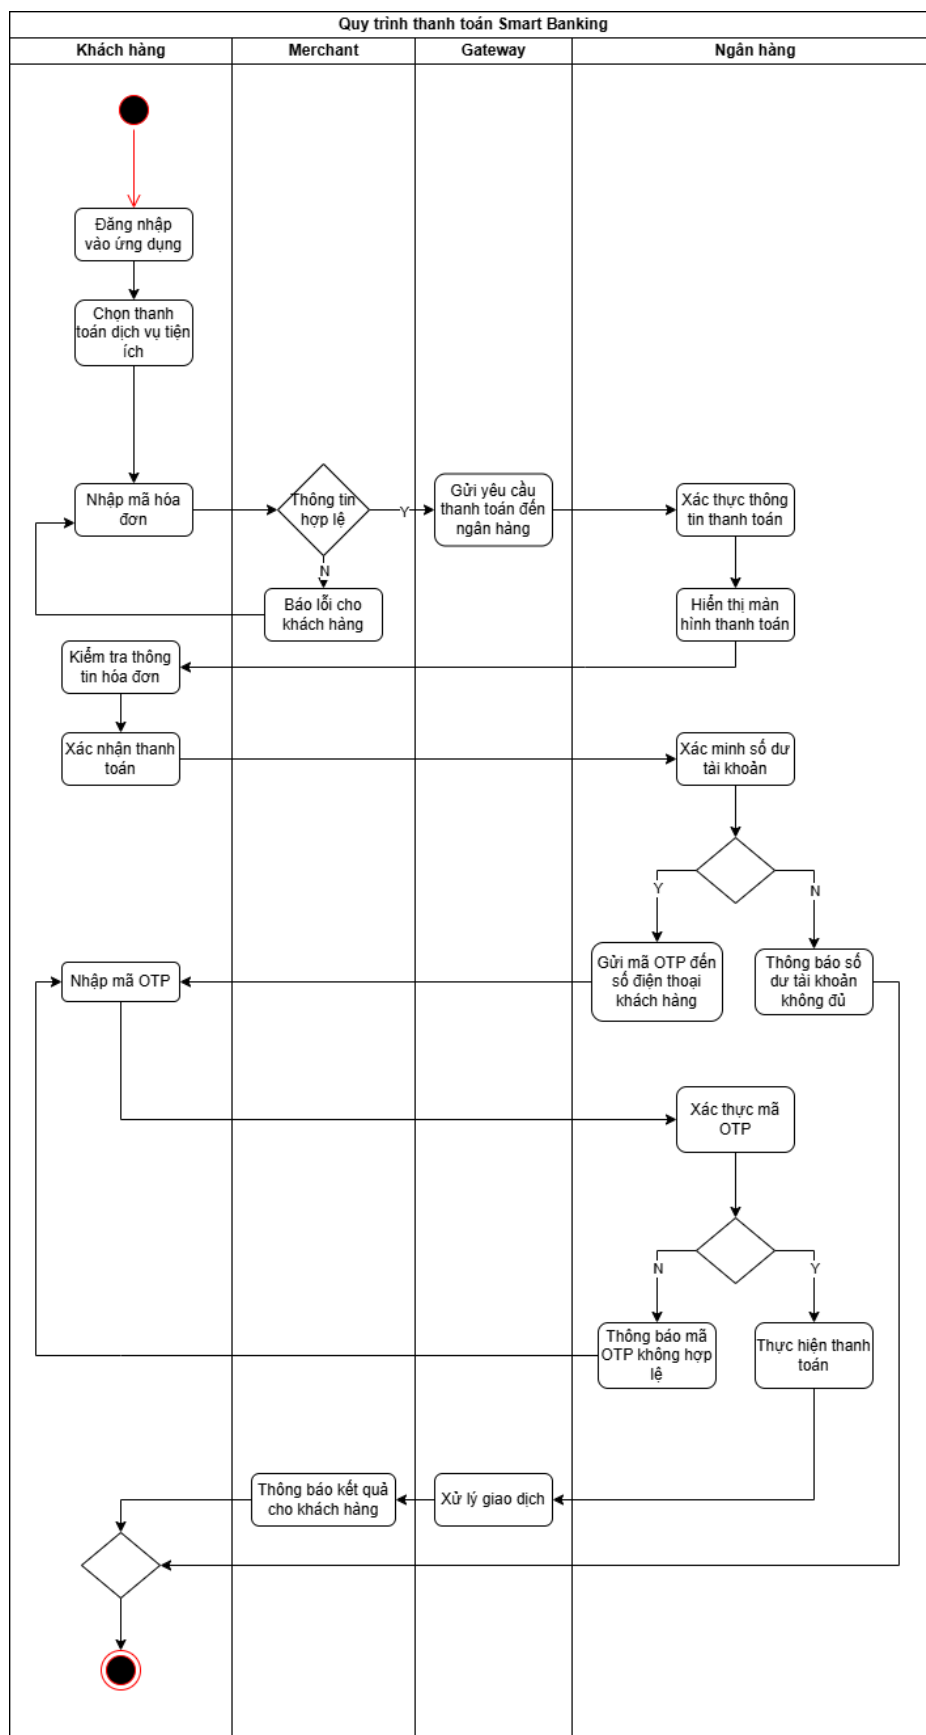 Quy trình thanh toán Smart Banking
Khách hàng
Merchant
Gateway
Ngân hàng
Đăng nhập
vào ứng dụng
Chọn thanh
toán dịch vụ tiện
ích
Nhập mã hóa
đơn
Thông tin
hợp lệ
Y
N
Gửi yêu cầu
thanh toán đến
ngân hàng
Xác thực thông
tin thanh toán
Báo lỗi cho
khách hàng
Hiển thị màn
hình thanh toán
Kiểm tra thông
tin hóa đơn
Xác nhận thanh
toán
Xác minh số dư
tài khoản
Y
N
Gửi mã OTP đến
số điện thoại
khách hàng
Thông báo số
dư tài khoản
không đủ
Nhập mã OTP
Xác thực mã
OTP
N
Y
Thông báo mã
OTP không hợp
lệ
Thực hiện thanh
toán
Thông báo kết quả
cho khách hàng
Xử lý giao dịch